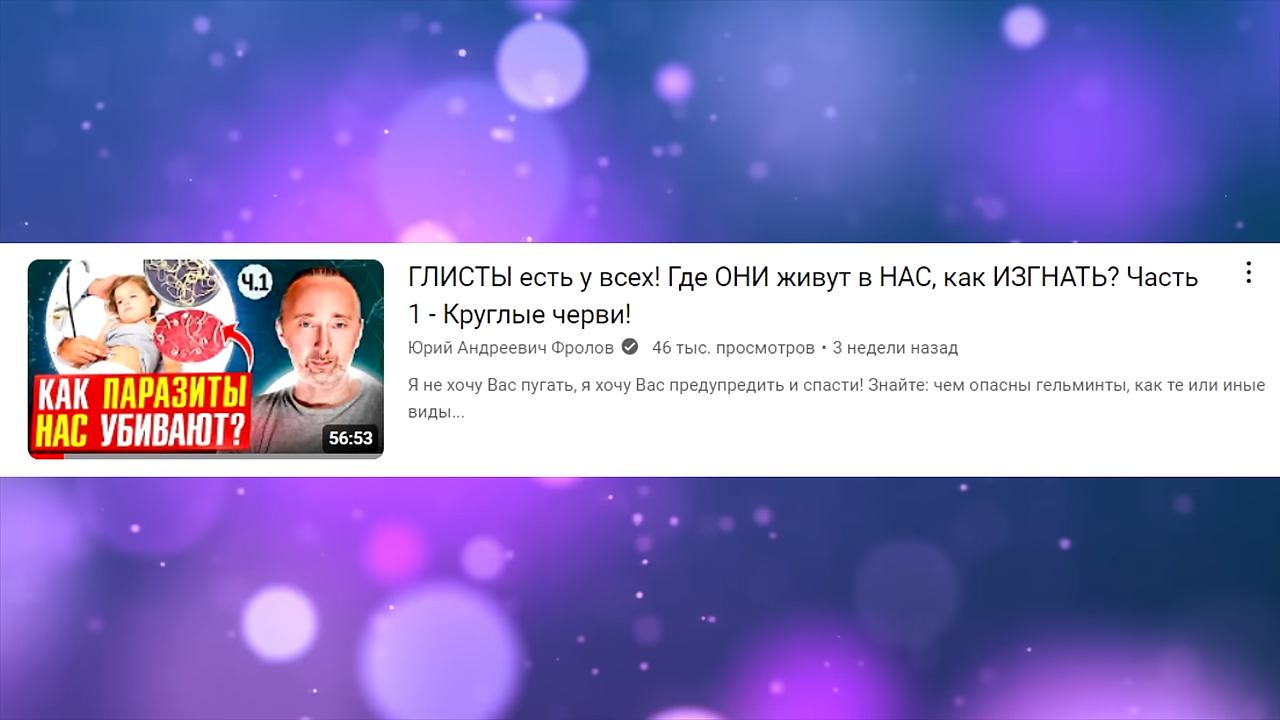 Ч.1
КАК ПАРАЗИТЫ
НАС УБИВАЮТ?
56:53
ГЛИСТЫ есть у всех! Где ОНИ живут в НАС, как ИЗГНАТЬ? Часть
1 - Круглые черви!
Юрий Андреевич Фролов 46 тыс. просмотров • 3 недели назад
Я не хочу Вас пугать, я хочу Вас предупредить и спасти! Знайте: чем опасны гельминты, как те или иные
виды...